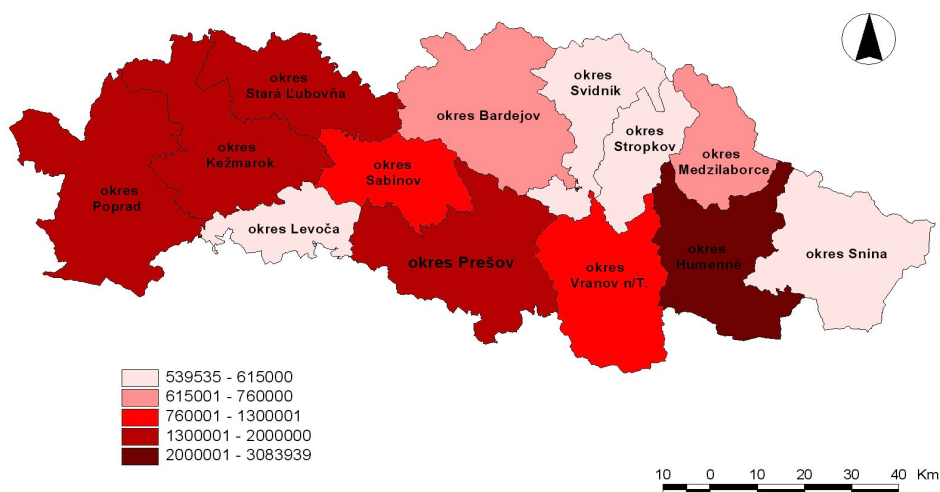 okres
Stará Ľubovňa
okres
Svidník
okres Bardejov
okres
Stropkov
okres
Kežmarok
okres
Sabinov
okres
Medzilaborce
okres
Poprad
okres Levoča
okres Prešov
okres
Vranov n/T.
okres
Humenné
okres Snina
539535 - 615000
615001 - 760000
760001 - 1300001
1300001 - 2000000
2000001 - 3083939
10 0 10 20 30 40 Km